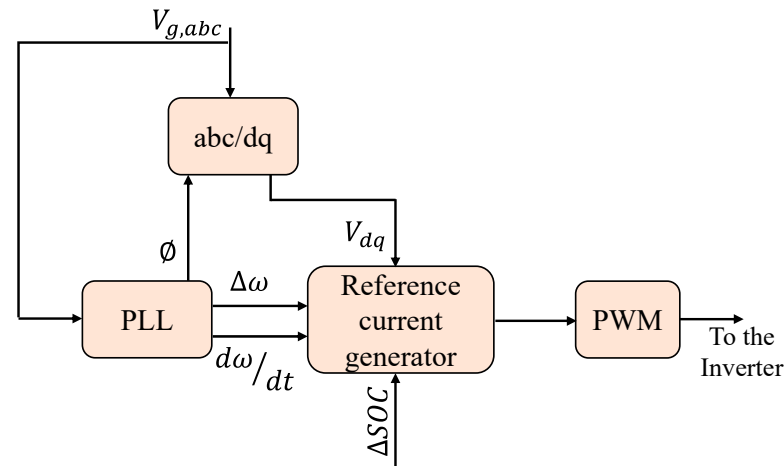 V_{g,abc}
abc/dq
V_{dq}
∅
Δω
PLL
dω/dt
Reference
current
generator
PWM
To the
Inverter
ΔSOC